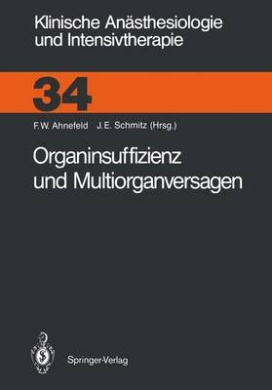 Klinische Anästhesiologie
und Intensivtherapie
34
F.W. Ahnefeld J.E. Schmitz (Hrsg.)
Organinsuffizienz
und Multiorganversagen
Springer-Verlag